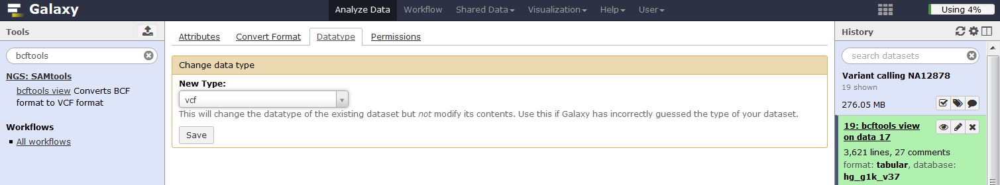 Galaxy
Analyze Data Workflow Shared Data Visualization Help User
Using 4%
Tools
bcftools
NGS: SAMtools
bcftools view Converts BCF
format to VCF format
Workflows
All workflows
Attributes Convert Format Datatype Permissions
Change data type
New Type:
vcf
This will change the datatype of the existing dataset but not modify its contents. Use this if Galaxy has incorrectly guessed the type of your dataset.
Save
History
search datasets
Variant calling NA12878
19 shown
276.05 MB
19: bcftools view
on data 17
3,621 lines, 27 comments
format: tabular, database:
hg_g1k_v37